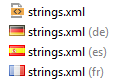 strings.xml
strings.xml (de)
strings.xml (es)
strings.xml (fr)